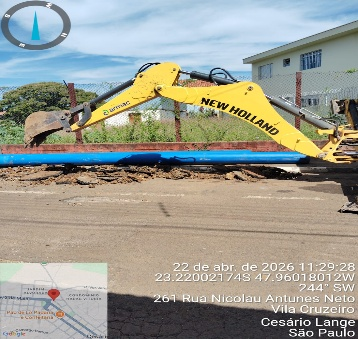 NEW HOLLAND
22 de abr. de 2026 11:29:28
23.22002174S 47.96018012W
244° SW
261 Rua Nicolau Antunes Neto
Vila Cruzeiro
Cesário Lange
São Paulo
Google